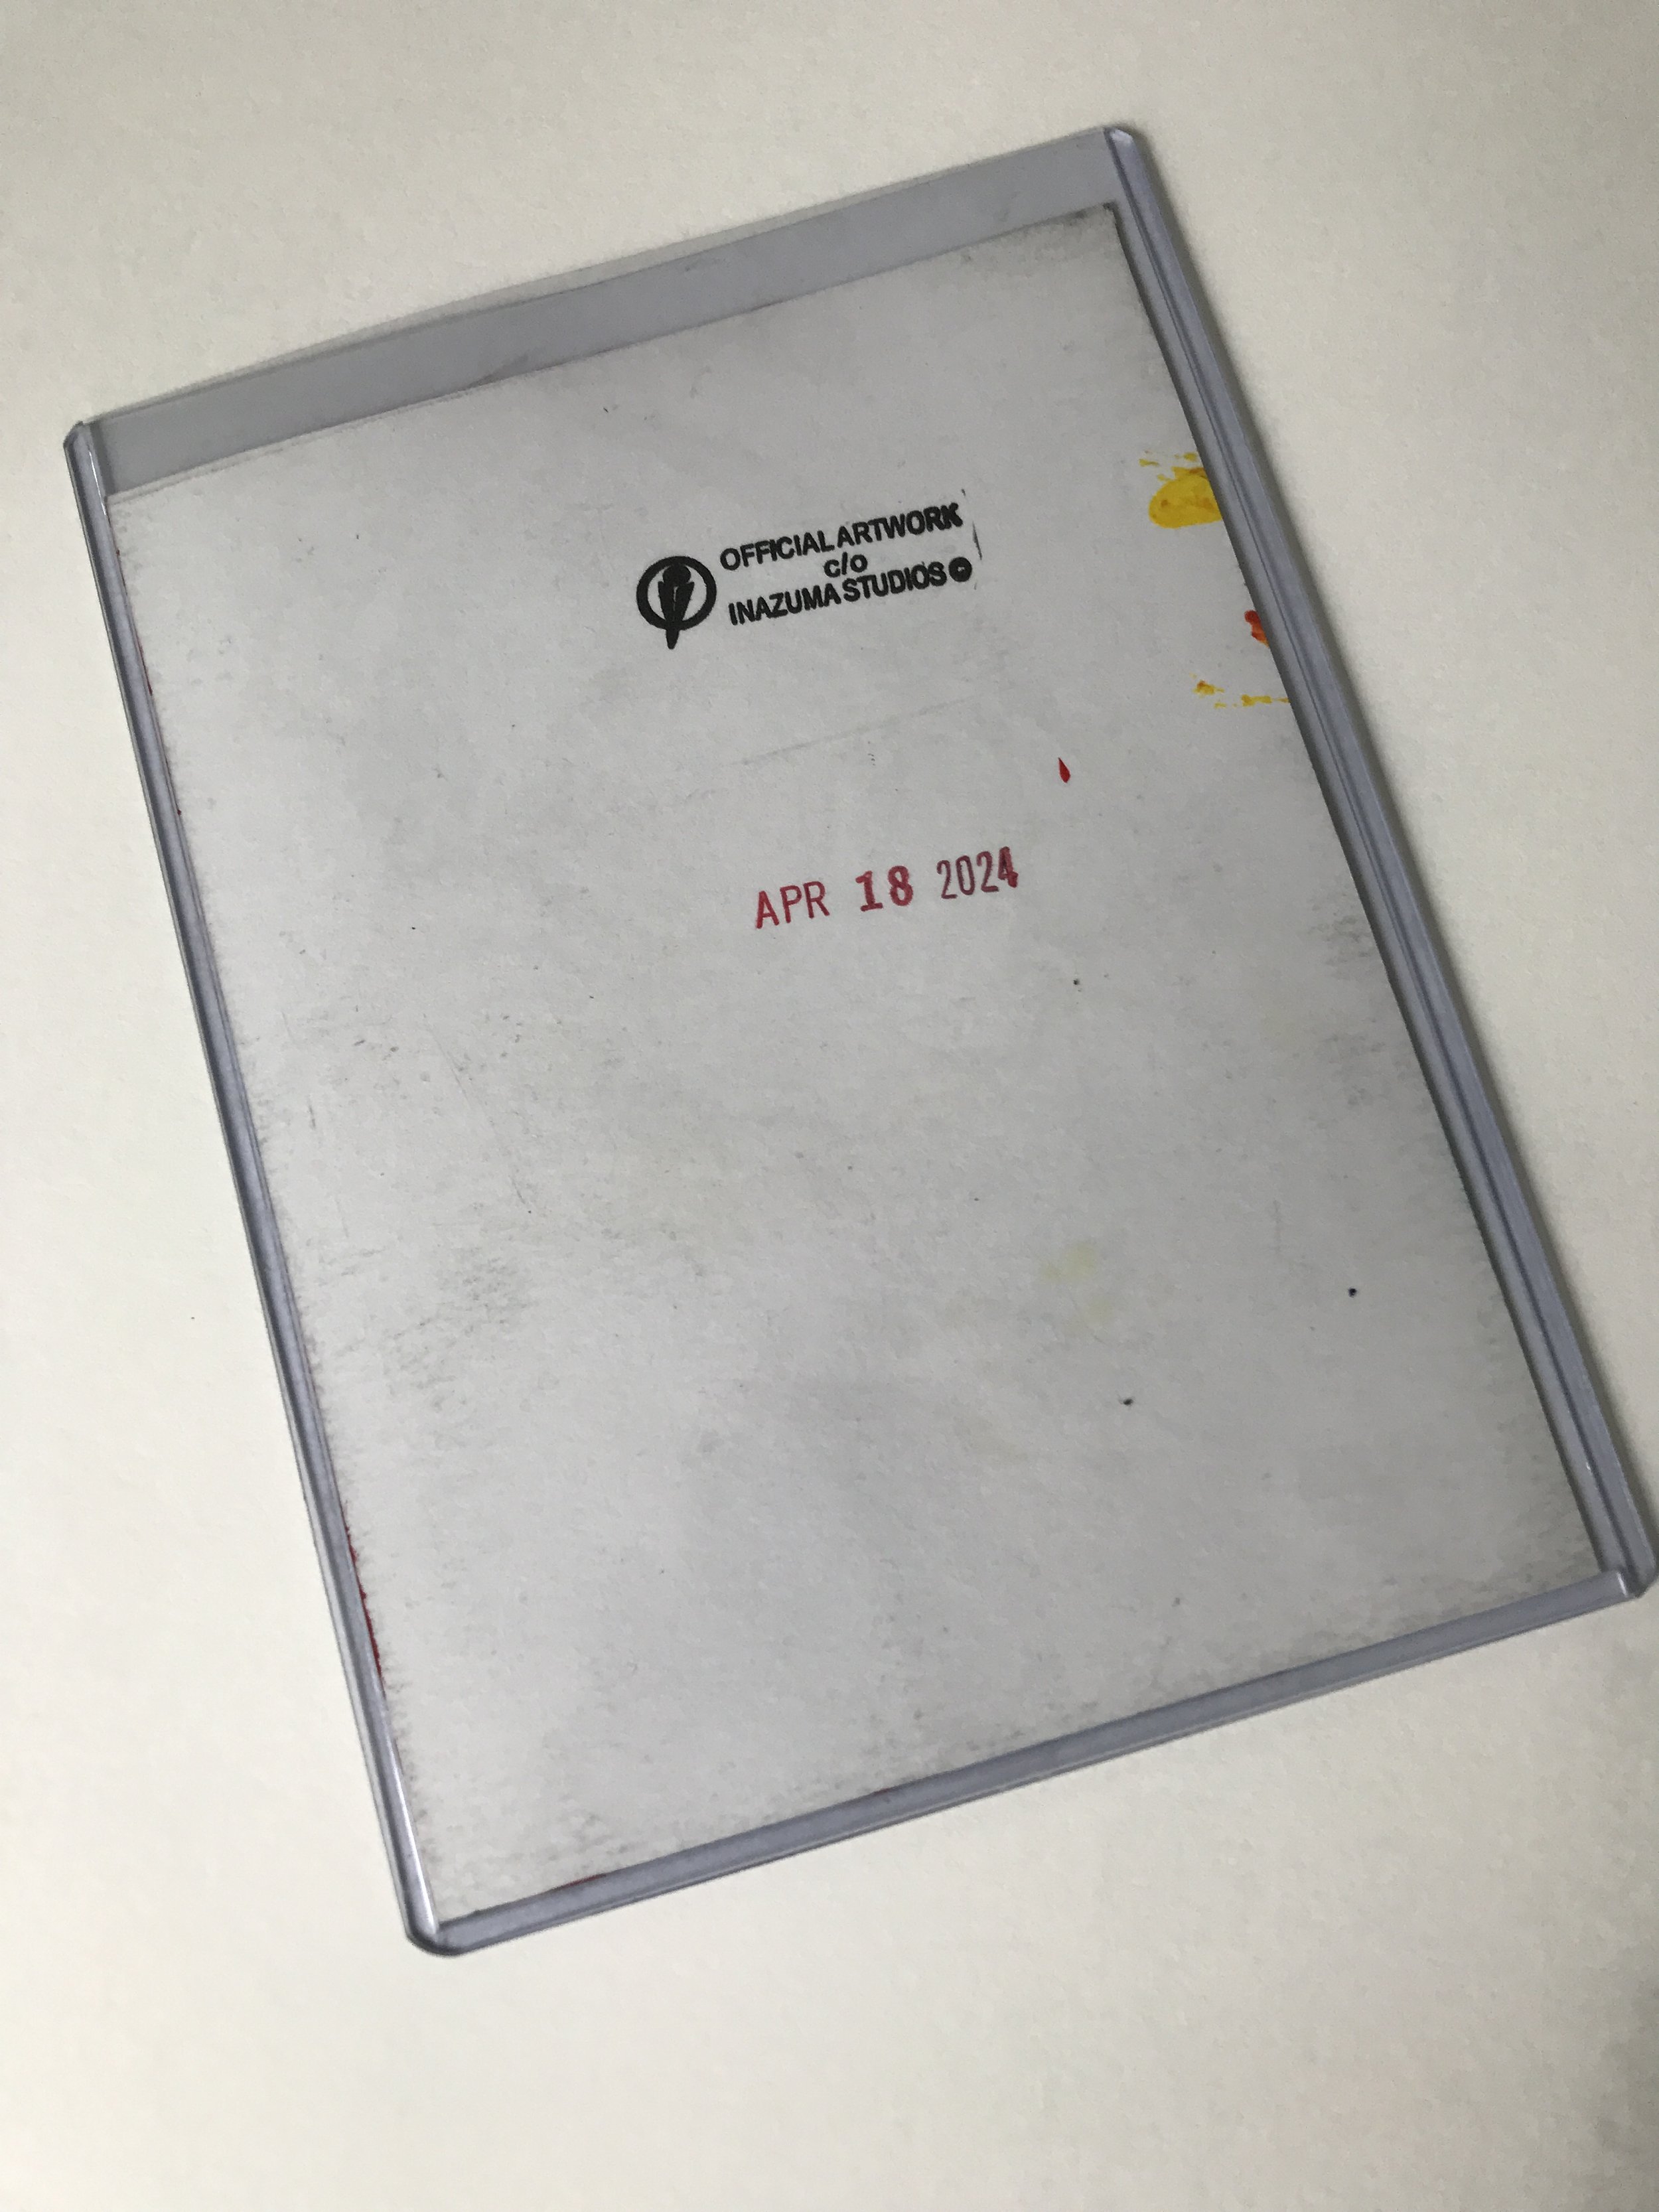 OFFICIAL ARTWORK
c/o
INAZUMA STUDIOS ©
APR 18 2024